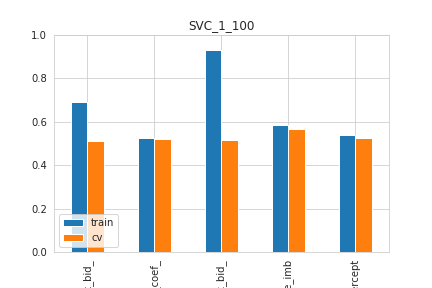 SVC_1_100
1.0
0.8
0.6
0.4
0.2
0.0
train
cv
_bid_
_coef_
_bid_
e_imb
ercept